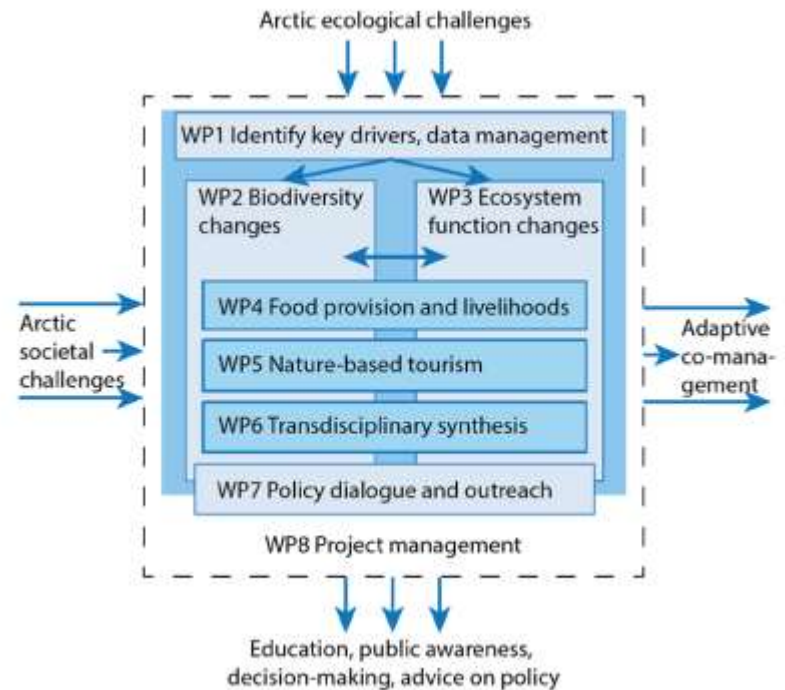 Arctic ecological challenges
WP1 Identify key drivers, data management
WP2 Biodiversity
changes
WP3 Ecosystem
function changes
WP4 Food provision and livelihoods
Arctic
societal
challenges
Adaptive
co-mana-
gement
WP5 Nature-based tourism
WP6 Transdisciplinary synthesis
WP7 Policy dialogue and outreach
WP8 Project management
Education, public awareness,
decision-making, advice on policy